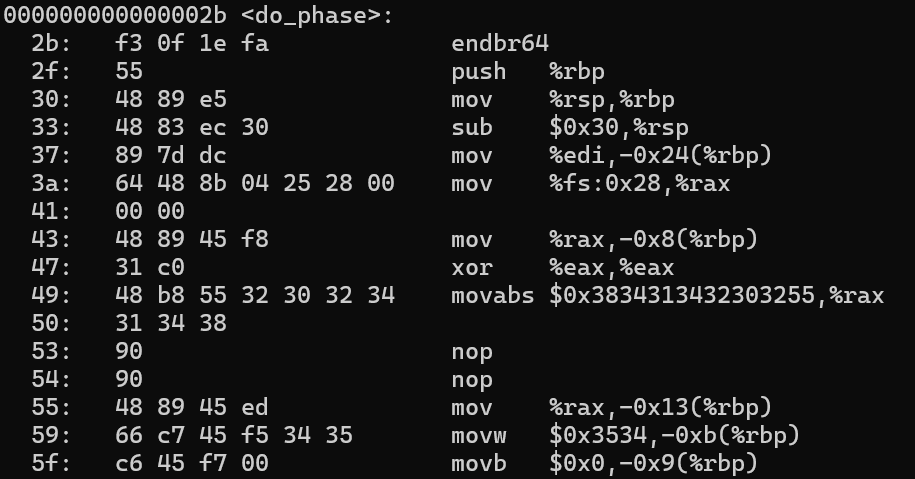 000000000000002b <do_phase>:
  2b:   f3 0f 1e fa             endbr64
  2f:   55                      push   %rbp
  30:   48 89 e5                mov    %rsp,%rbp
  33:   48 83 ec 30             sub    $0x30,%rsp
  37:   89 7d dc                mov    %edi,-0x24(%rbp)
  3a:   64 48 8b 04 25 28 00    mov    %fs:0x28,%rax
  41:   00 00
  43:   48 89 45 f8             mov    %rax,-0x8(%rbp)
  47:   31 c0                   xor    %eax,%eax
  49:   48 b8 55 32 30 32 34    movabs $0x3834313432303255,%rax
  50:   31 34 38
  53:   90                      nop
  54:   90                      nop
  55:   48 89 45 ed             mov    %rax,-0x13(%rbp)
  59:   66 c7 45 f5 34 35       movw   $0x3534,-0xb(%rbp)
  5f:   c6 45 f7 00             movb   $0x0,-0x9(%rbp)